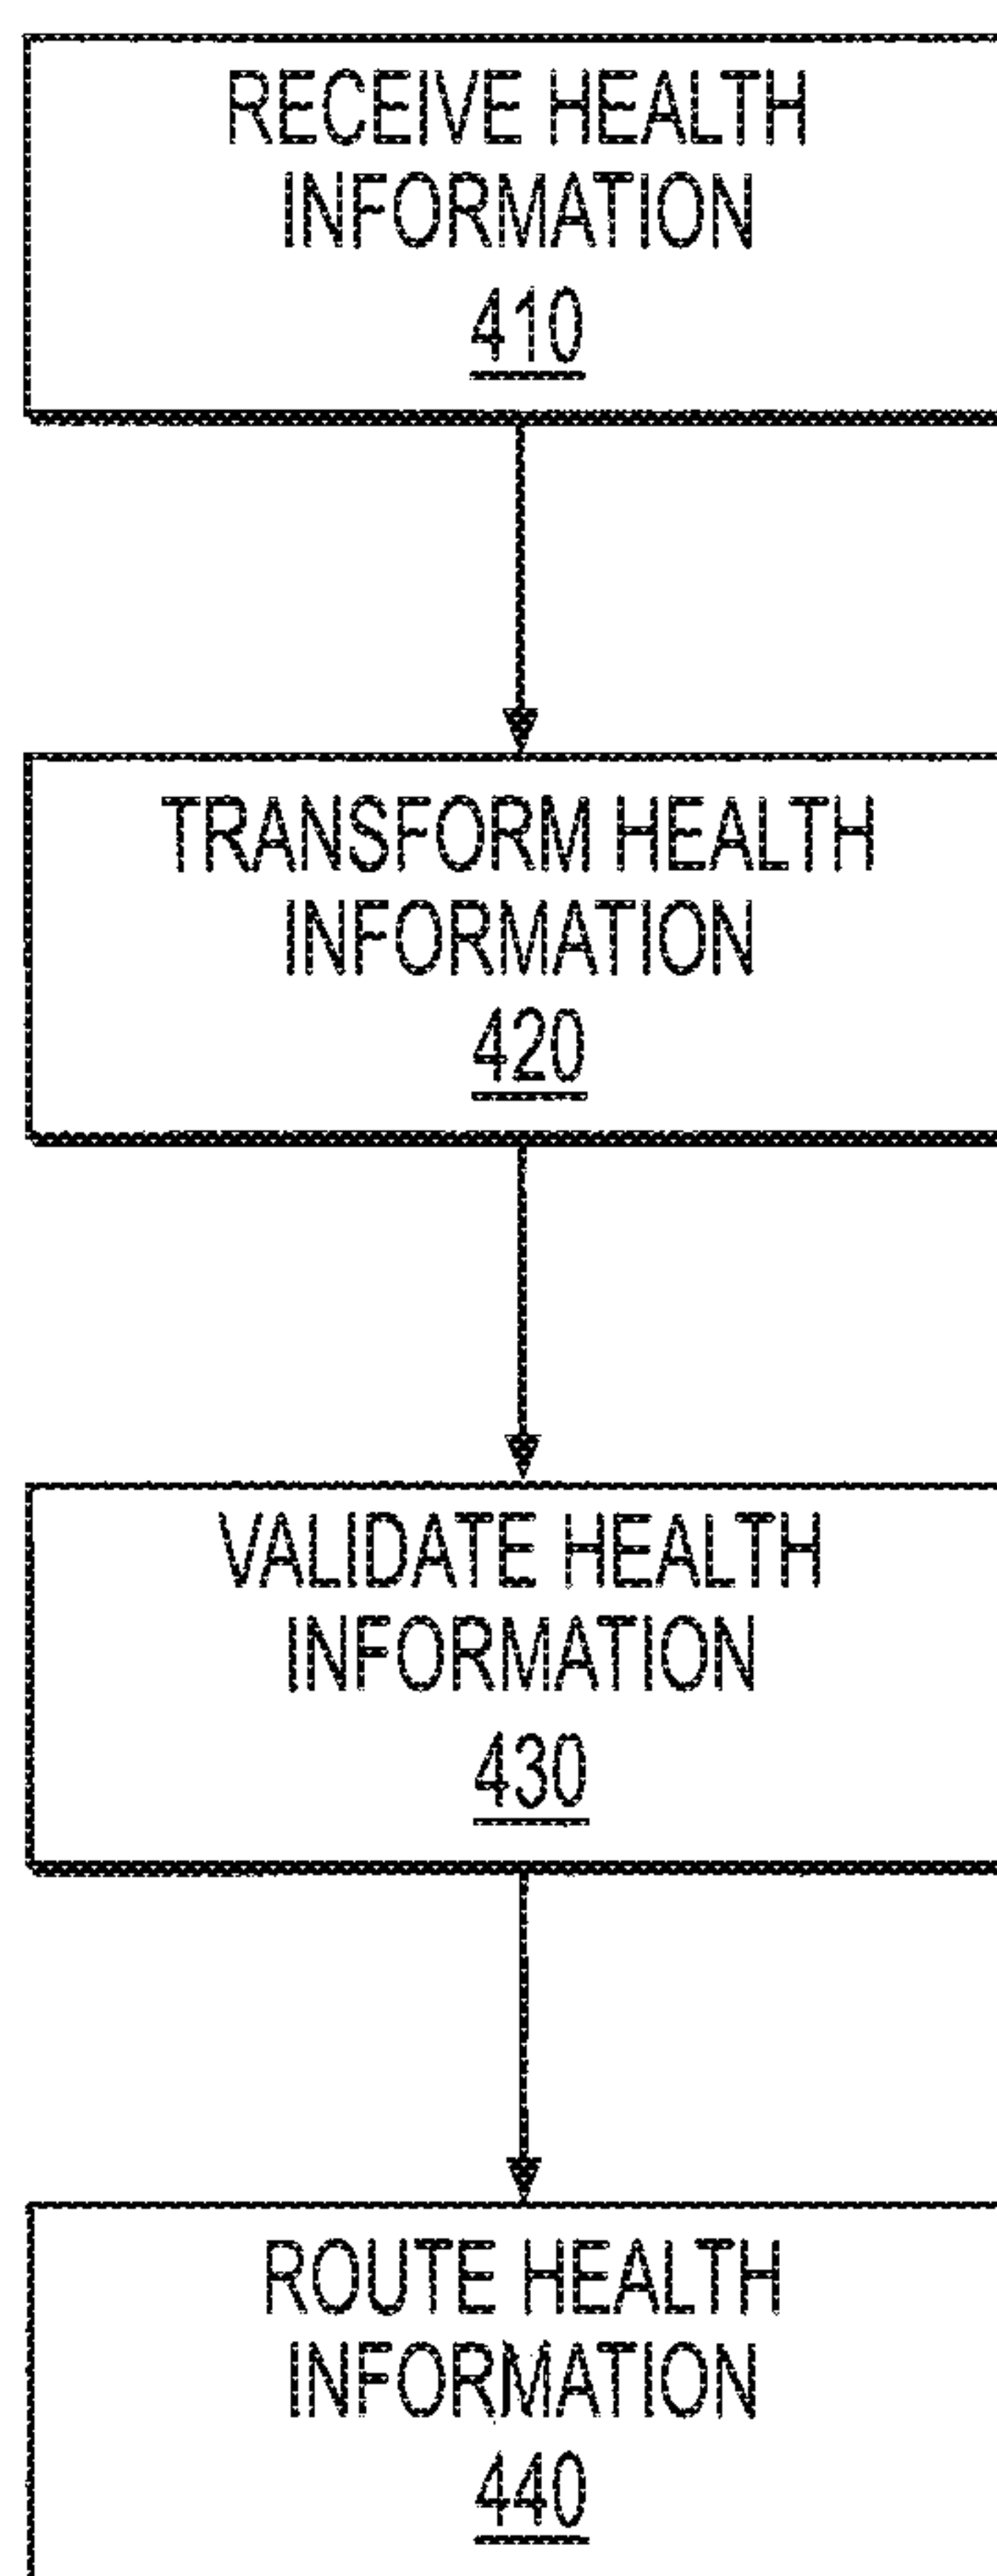 RECEIVE HEALTH
INFORMATION
410
TRANSFORM HEALTH
INFORMATION
420
VALIDATE HEALTH
INFORMATION
430
ROUTE HEALTH
INFORMATION
440